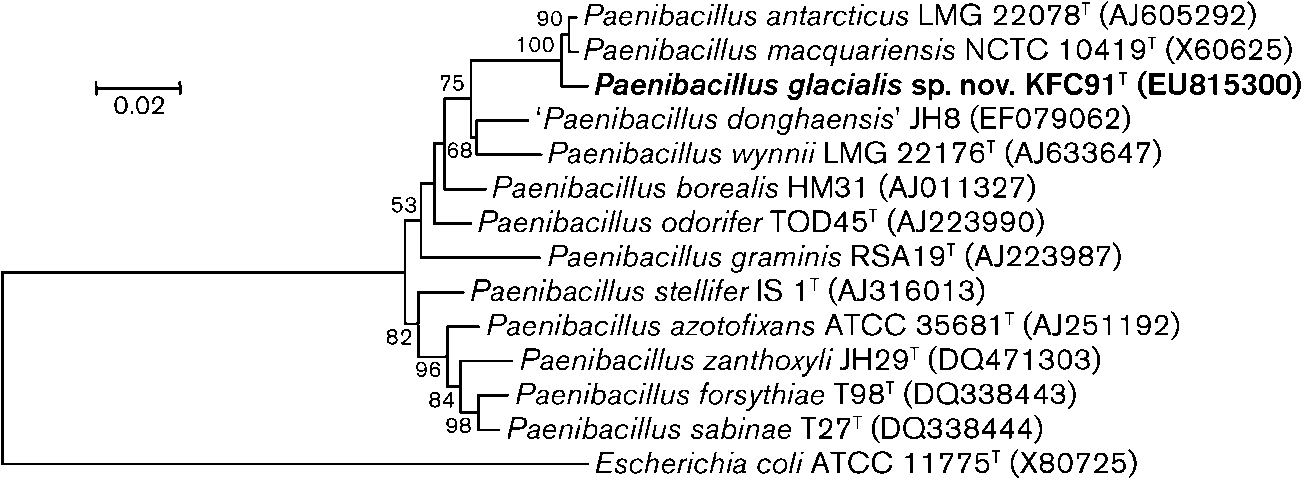 90 Paenibacillus antarcticus LMG 22078ᵀ (AJ605292)
100 Paenibacillus macquariensis NCTC 10419ᵀ (X60625)
75 Paenibacillus glacialis sp. nov. KFC91ᵀ (EU815300)
0.02 ‘Paenibacillus donghaensis’ JH8 (EF079062)
68 Paenibacillus wynnii LMG 22176ᵀ (AJ633647)
Paenibacillus borealis HM31 (AJ011327)
53 Paenibacillus odorifer TOD45ᵀ (AJ223990)
Paenibacillus graminis RSA19ᵀ (AJ223987)
Paenibacillus stellifer IS 1ᵀ (AJ316013)
82 Paenibacillus azotofixans ATCC 35681ᵀ (AJ251192)
96 Paenibacillus zanthoxyli JH29ᵀ (DQ471303)
84 Paenibacillus forsythiae T98ᵀ (DQ338443)
98 Paenibacillus sabinae T27ᵀ (DQ338444)
Escherichia coli ATCC 11775ᵀ (X80725)